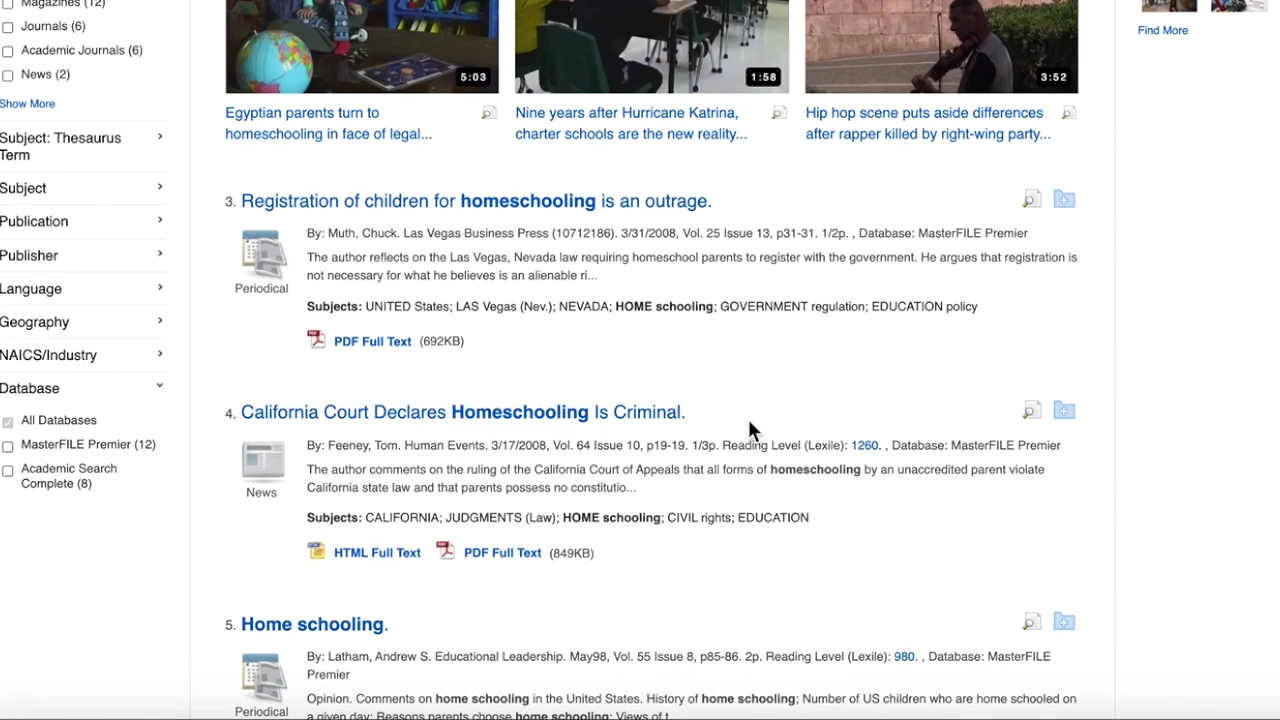 Magazines (12)
Journals (6)
Academic Journals (6)
News (2)
Show More
Subject: Thesaurus
Term
Subject
Publication
Publisher
Language
Geography
NAICS/Industry
Database
All Databases
MasterFILE Premier (12)
Academic Search
Complete (8)
5:03
1:58
3:52
Egyptian parents turn to
homeschooling in face of legal...
Nine years after Hurricane Katrina,
charter schools are the new reality...
Hip hop scene puts aside differences
after rapper killed by right-wing party...
3. Registration of children for homeschooling is an outrage.
By: Muth, Chuck. Las Vegas Business Press (10712186). 3/31/2008, Vol. 25 Issue 13, p31-31. 1/2p. , Database: MasterFILE Premier
The author reflects on the Las Vegas, Nevada law requiring homeschool parents to register with the government. He argues that registration is
not necessary for what he believes is an alienable ri...
Periodical
Subjects: UNITED States; LAS Vegas (Nev.); NEVADA; HOME schooling; GOVERNMENT regulation; EDUCATION policy
PDF Full Text (692KB)
4. California Court Declares Homeschooling Is Criminal.
By: Feeney, Tom. Human Events. 3/17/2008, Vol. 64 Issue 10, p19-19. 1/3p. Reading Level (Lexile): 1260. , Database: MasterFILE Premier
The author comments on the ruling of the California Court of Appeals that all forms of homeschooling by an unaccredited parent violate
California state law and that parents possess no constitutio...
News
Subjects: CALIFORNIA; JUDGMENTS (Law); HOME schooling; CIVIL rights; EDUCATION
HTML Full Text PDF Full Text (849KB)
5. Home schooling.
By: Latham, Andrew S. Educational Leadership. May98, Vol. 55 Issue 8, p85-86. 2p. Reading Level (Lexile): 980. , Database: MasterFILE
Premier
Opinion. Comments on home schooling in the United States. History of home schooling; Number of US children who are home schooled on
a given day; Reasons parents choose home schooling; Views of t...
Periodical
Find More